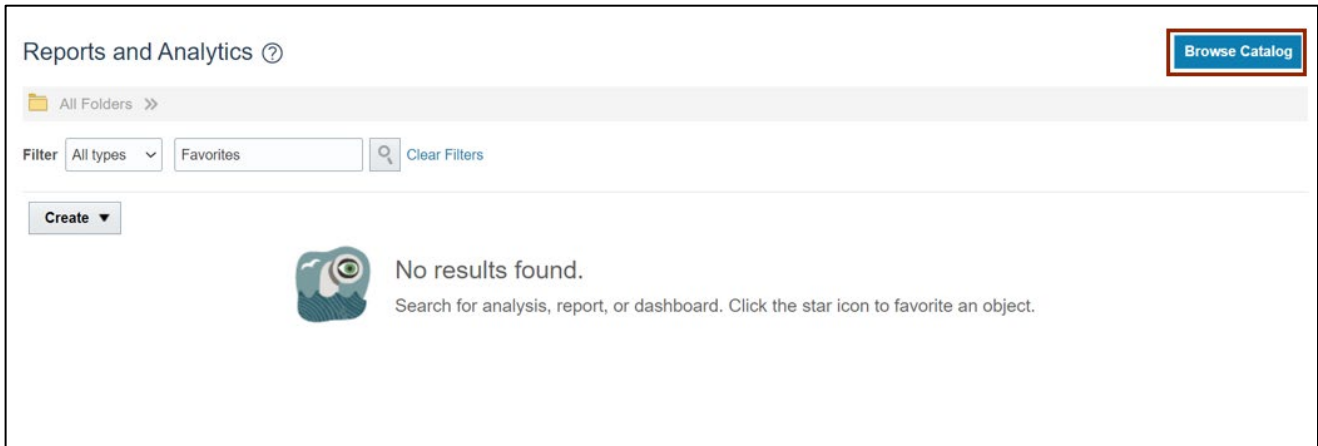 Reports and Analytics
Browse Catalog
All Folders
Filter All types Favorites Clear Filters
Create
No results found.
Search for analysis, report, or dashboard. Click the star icon to favorite an object.